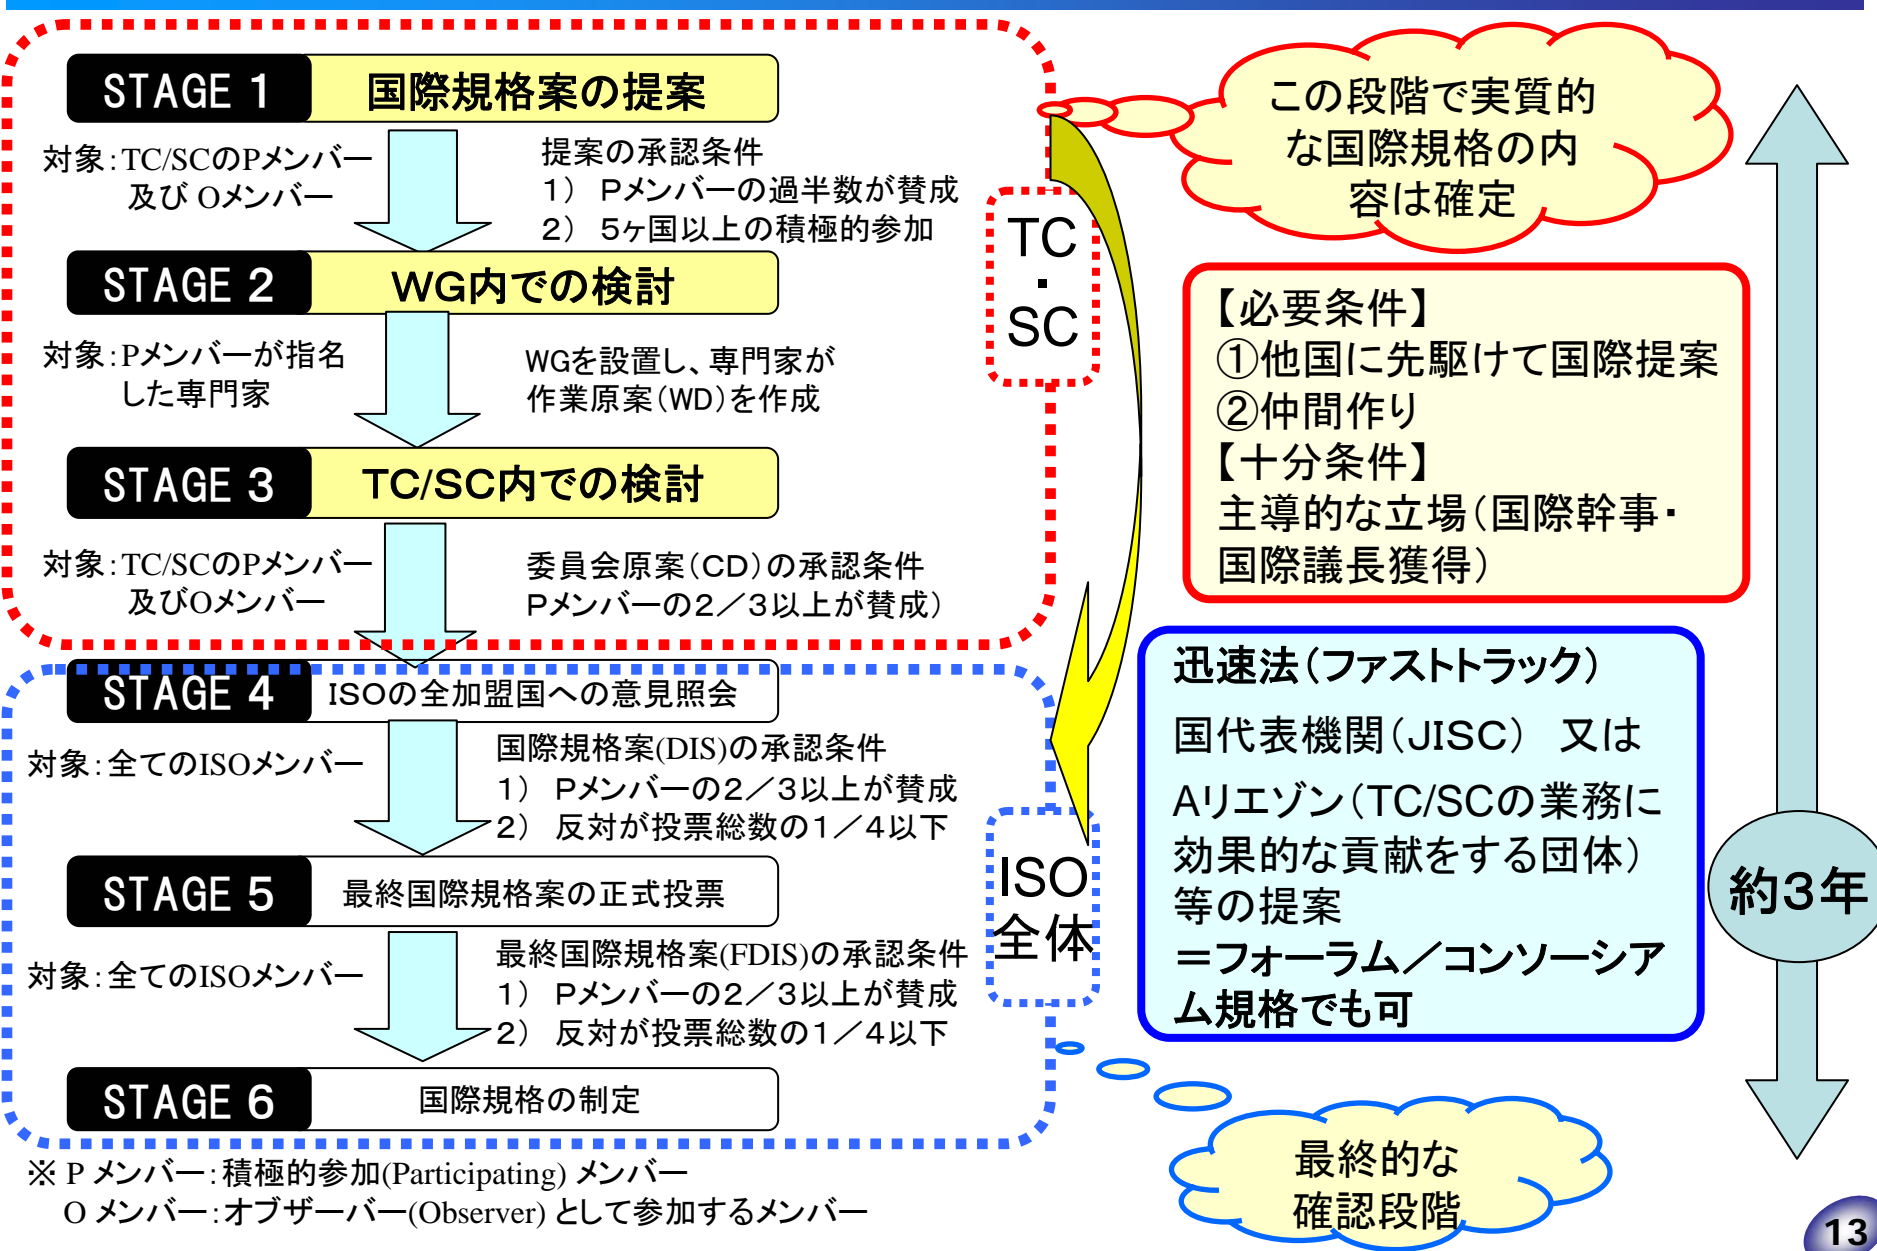 STAGE 1 国際規格案の提案
対象：TC/SCのPメンバー
及び Oメンバー
提案の承認条件
１） Ｐメンバーの過半数が賛成
２） ５ヶ国以上の積極的参加
STAGE 2 WG内での検討
対象：Pメンバーが指名
した専門家
WGを設置し、専門家が
作業原案（WD）を作成
STAGE 3 TC/SC内での検討
対象：TC/SCのPメンバー
及びOメンバー
委員会原案（CD）の承認条件
Ｐメンバーの２／３以上が賛成）
TC
・
SC
STAGE 4 ISOの全加盟国への意見照会
対象：全てのISOメンバー
国際規格案(DIS)の承認条件
１） Ｐメンバーの２／３以上が賛成
２） 反対が投票総数の１／４以下
STAGE 5 最終国際規格案の正式投票
対象：全てのISOメンバー
最終国際規格案(FDIS)の承認条件
１） Ｐメンバーの２／３以上が賛成
２） 反対が投票総数の１／４以下
STAGE 6 国際規格の制定
ISO
全体
※ P メンバー：積極的参加(Participating) メンバー
O メンバー：オブザーバー(Observer) として参加するメンバー
この段階で実質的
な国際規格の内
容は確定
【必要条件】
①他国に先駆けて国際提案
②仲間作り
【十分条件】
主導的な立場（国際幹事・
国際議長獲得）
迅速法（ファストトラック）
国代表機関（JISC） 又は
Aリエゾン（TC/SCの業務に
効果的な貢献をする団体）
等の提案
＝フォーラム／コンソーシア
ム規格でも可
約３年
最終的な
確認段階
13